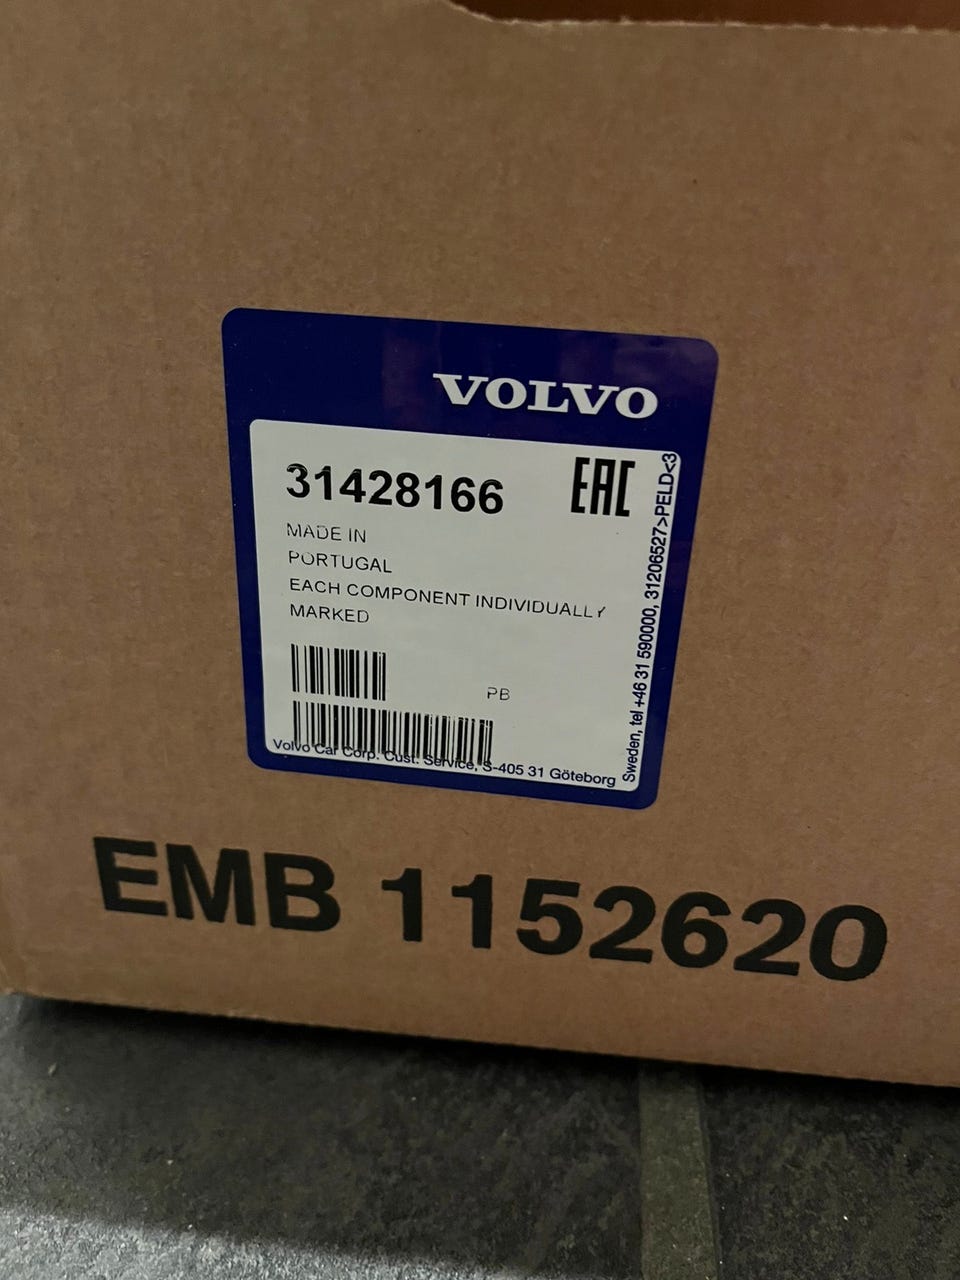 VOLVO
31428166
EAC
MADE IN
PORTUGAL
EACH COMPONENT INDIVIDUALLY
MARKED
PB
Volvo Car Corp. Cust. Service, S-405 31 Göteborg
Sweden, tel +46 31 590000, 31206527>PELD<3
EMB 1152620